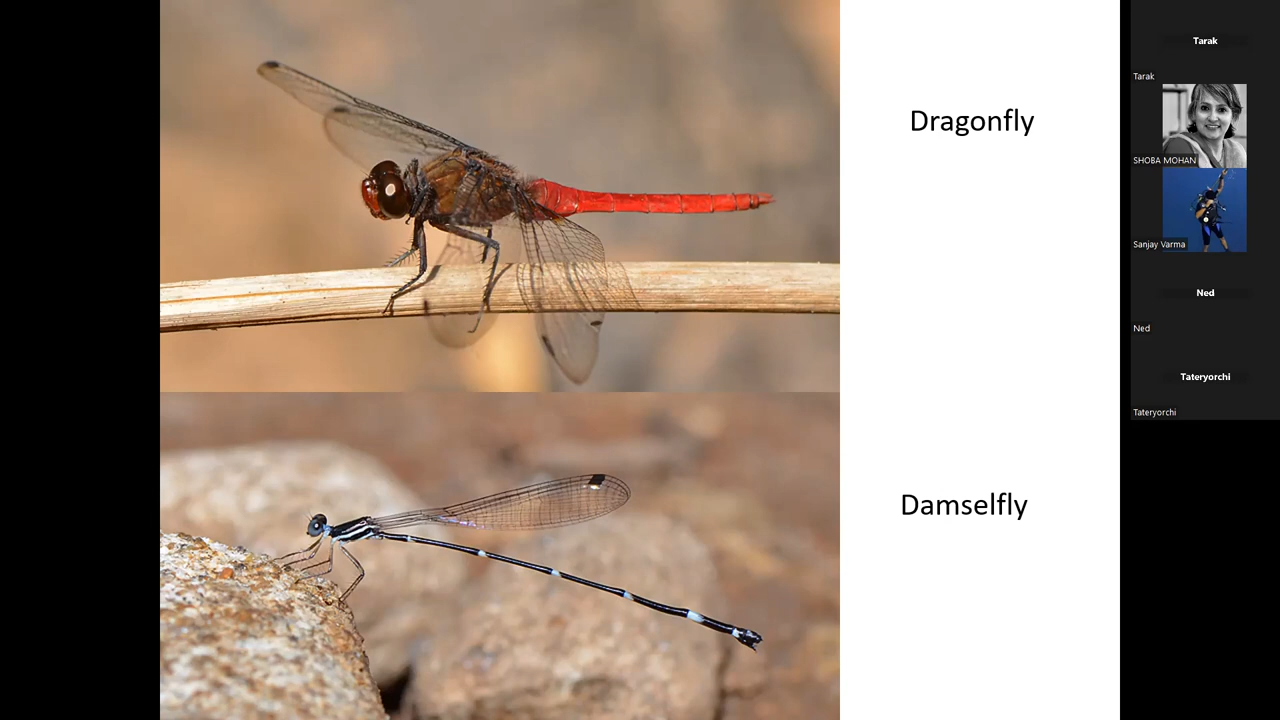 Dragonfly
Damselfly
Tarak
Tarak
SHOBA MOHAN
Sanjay Varma
Ned
Ned
Tateryorchi
Tateryorchi